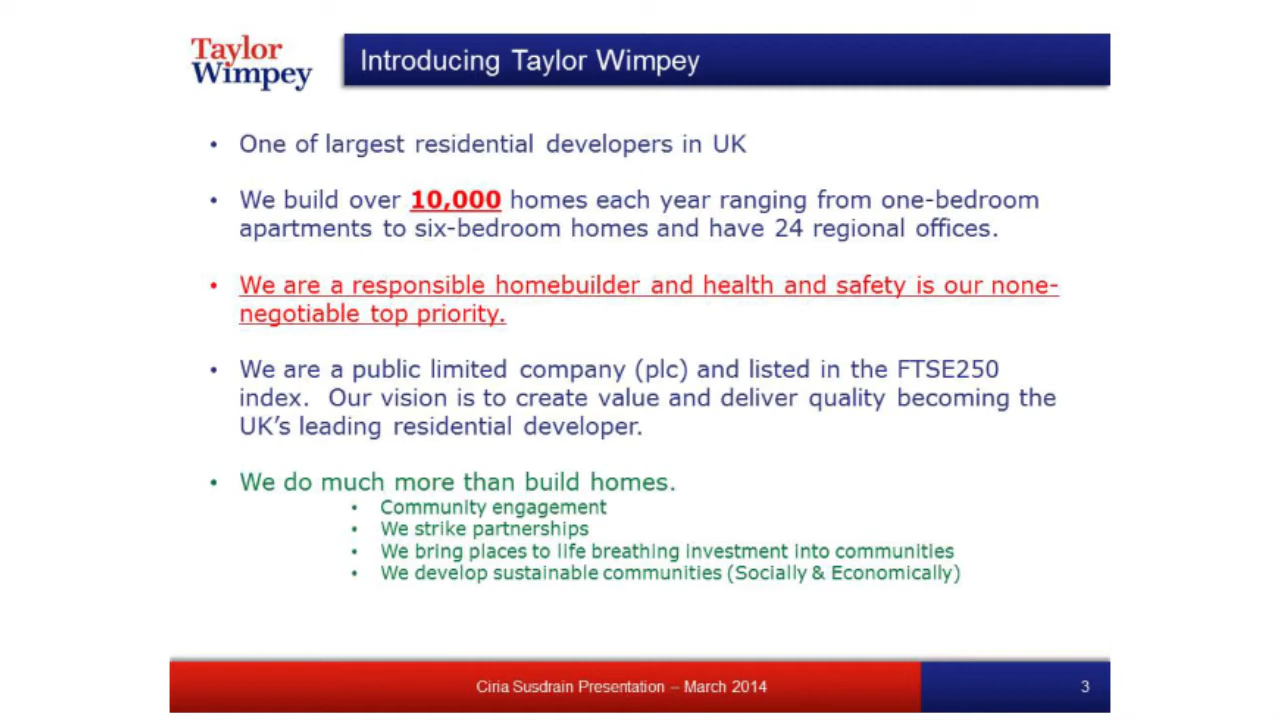 Taylor
Wimpey
Introducing Taylor Wimpey
• One of largest residential developers in UK
• We build over 10,000 homes each year ranging from one-bedroom
apartments to six-bedroom homes and have 24 regional offices.
• We are a responsible homebuilder and health and safety is our none-
negotiable top priority.
• We are a public limited company (plc) and listed in the FTSE250
index. Our vision is to create value and deliver quality becoming the
UK's leading residential developer.
• We do much more than build homes.
• Community engagement
• We strike partnerships
• We bring places to life breathing investment into communities
• We develop sustainable communities (Socially & Economically)
Ciria Susdrain Presentation – March 2014
3